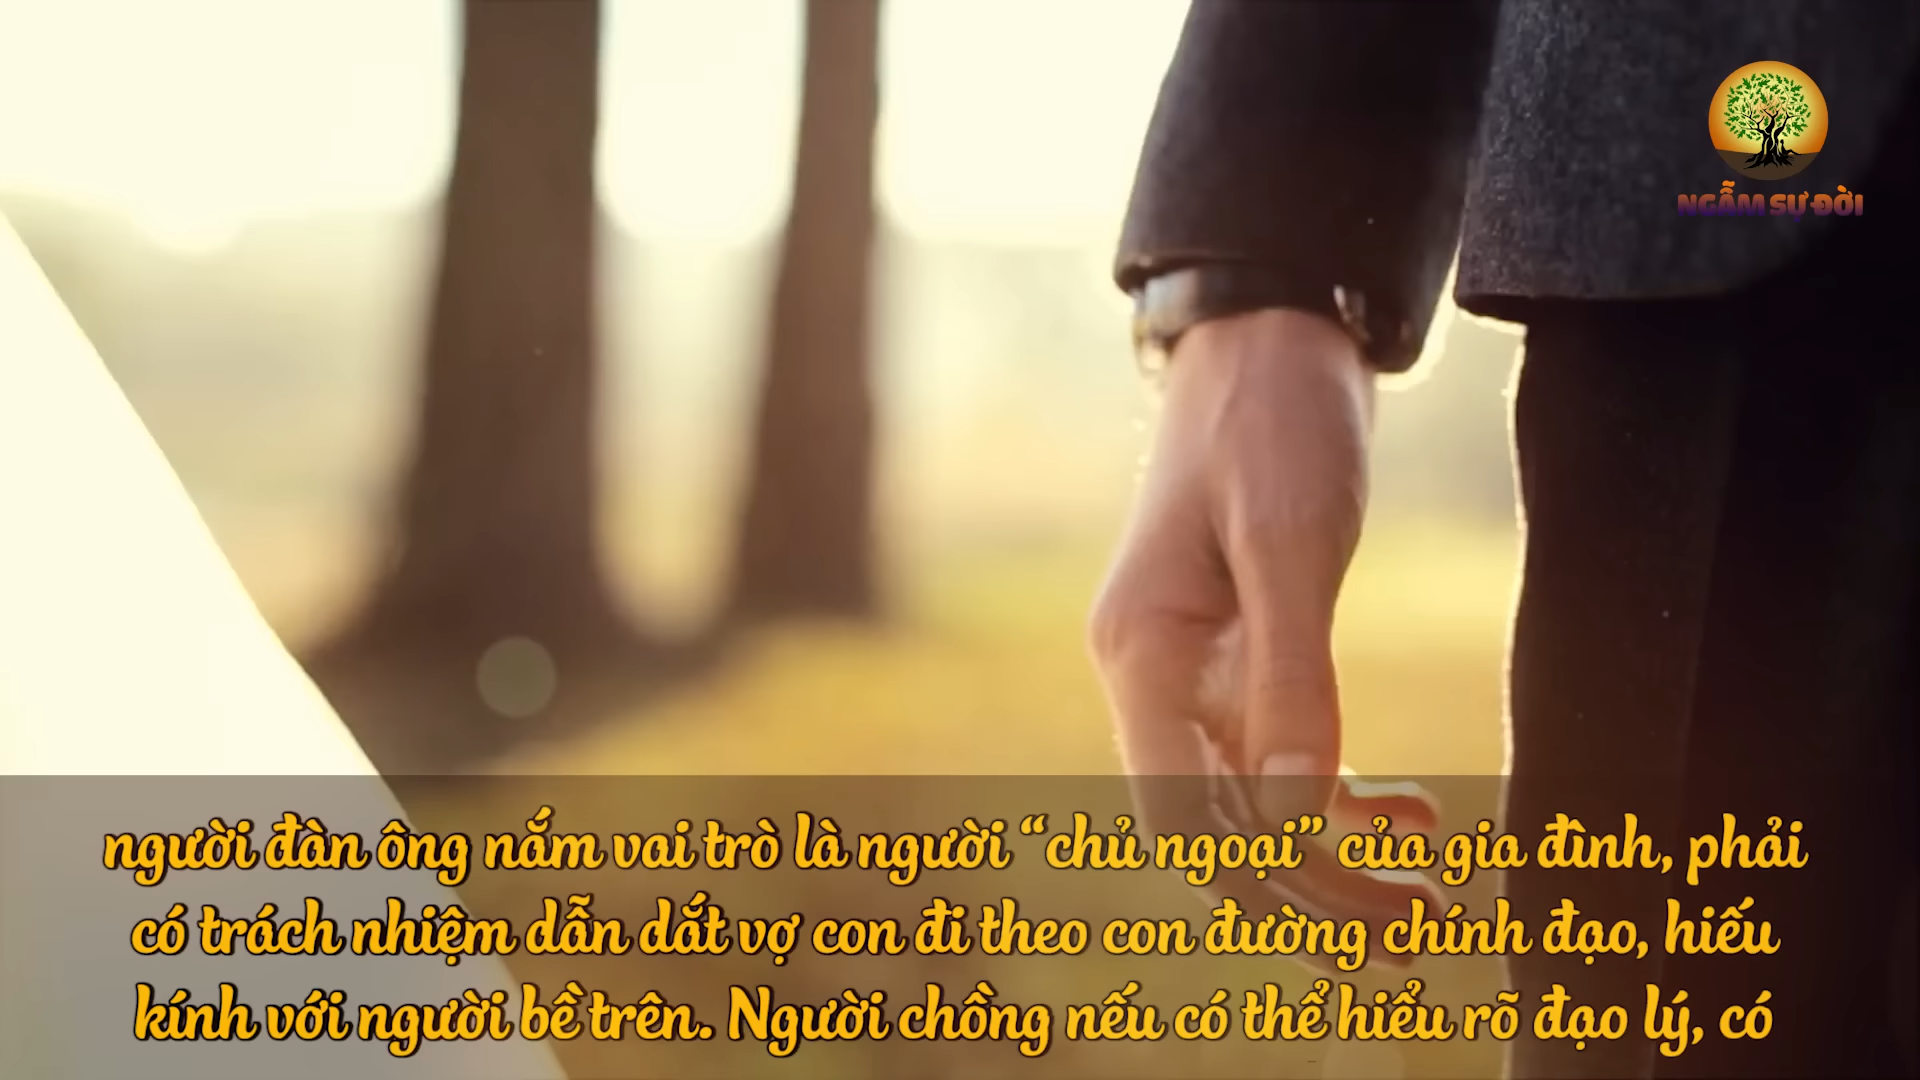 NGẪM SỰ ĐỜI
người đàn ông nắm vai trò là người “chủ ngoại” của gia đình, phải
có trách nhiệm dẫn dắt vợ con đi theo con đường chính đạo, hiếu
kính với người bề trên. Người chồng nếu có thể hiểu rõ đạo lý, có